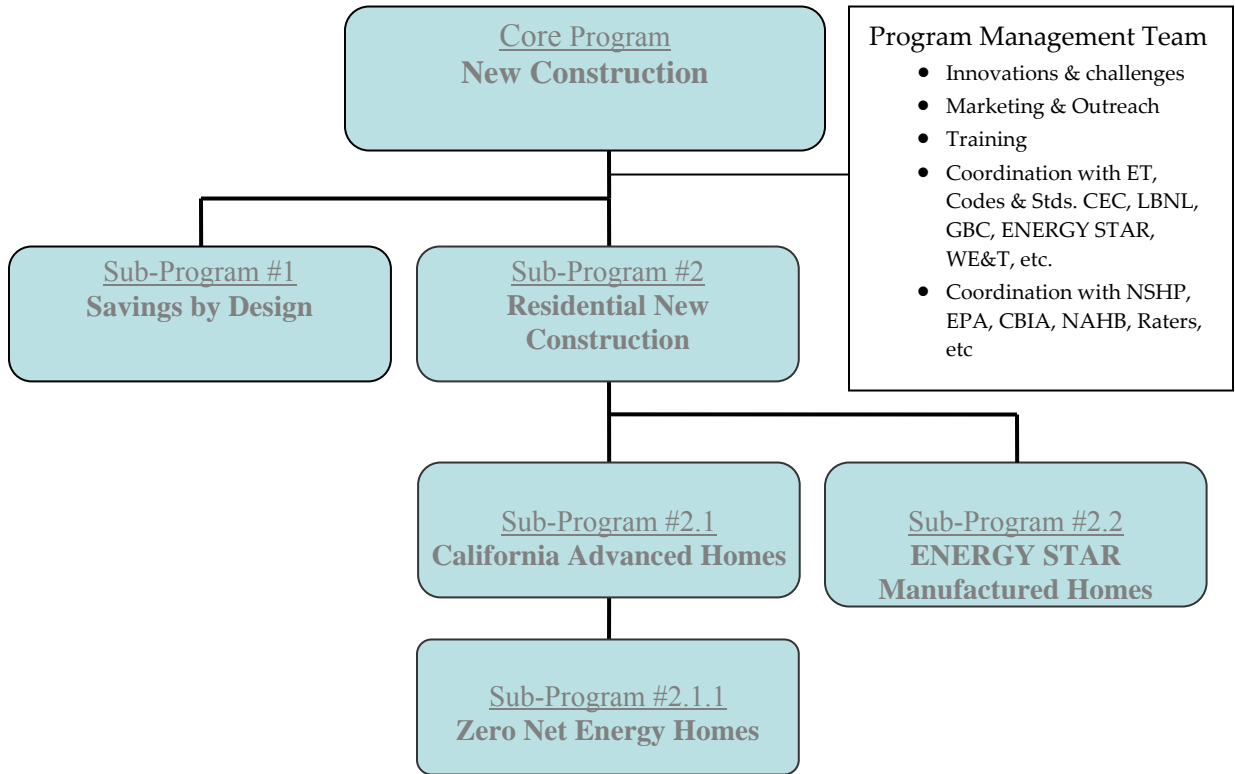 Core Program
New Construction
Program Management Team
• Innovations & challenges
• Marketing & Outreach
• Training
• Coordination with ET,
Codes & Stds. CEC, LBNL,
GBC, ENERGY STAR,
WE&T, etc.
• Coordination with NSHP,
EPA, CBIA, NAHB, Raters,
etc
Sub-Program #1
Savings by Design
Sub-Program #2
Residential New
Construction
Sub-Program #2.1
California Advanced Homes
Sub-Program #2.2
ENERGY STAR
Manufactured Homes
Sub-Program #2.1.1
Zero Net Energy Homes